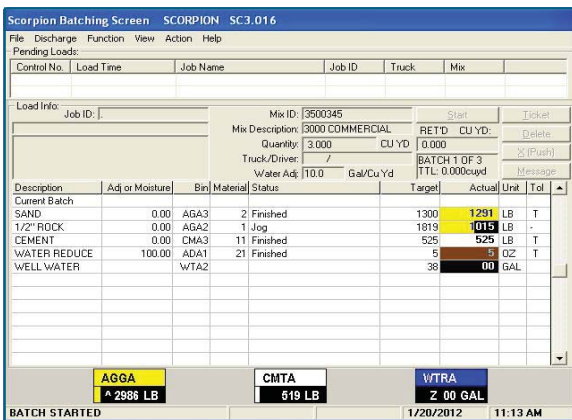 Scorpion Batching Screen SCORPION SC3.016
File Discharge Function View Action Help
Pending Loads:
Control No. Load Time Job Name Job ID Truck Mix
Load Info:
Job ID: . Mix ID: 3500345 Start Ticket
Mix Description: 3000 COMMERCIAL RET'D CU YD: Delete
Quantity: 3.000 CU YD 0.000 X (Push)
Truck/Driver: / BATCH 1 OF 3
Water Adj: 10.0 Gal/Cu Yd TTL: 0.000cuyd Message
Description Adj or Moisture Bin Material Status Target Actual Unit Tol
Current Batch
SAND 0.00 AGA3 2 Finished 1300 1291 LB T
1/2" ROCK 0.00 AGA2 1 Jog 1819 1015 LB -
CEMENT 0.00 CMA3 11 Finished 525 525 LB T
WATER REDUCE 100.00 ADA1 21 Finished 5 5 OZ T
WELL WATER WTA2 38 00 GAL
AGGA CMTA WTRA
^ 2986 LB 519 LB Z 00 GAL
BATCH STARTED 1/20/2012 11:13 AM